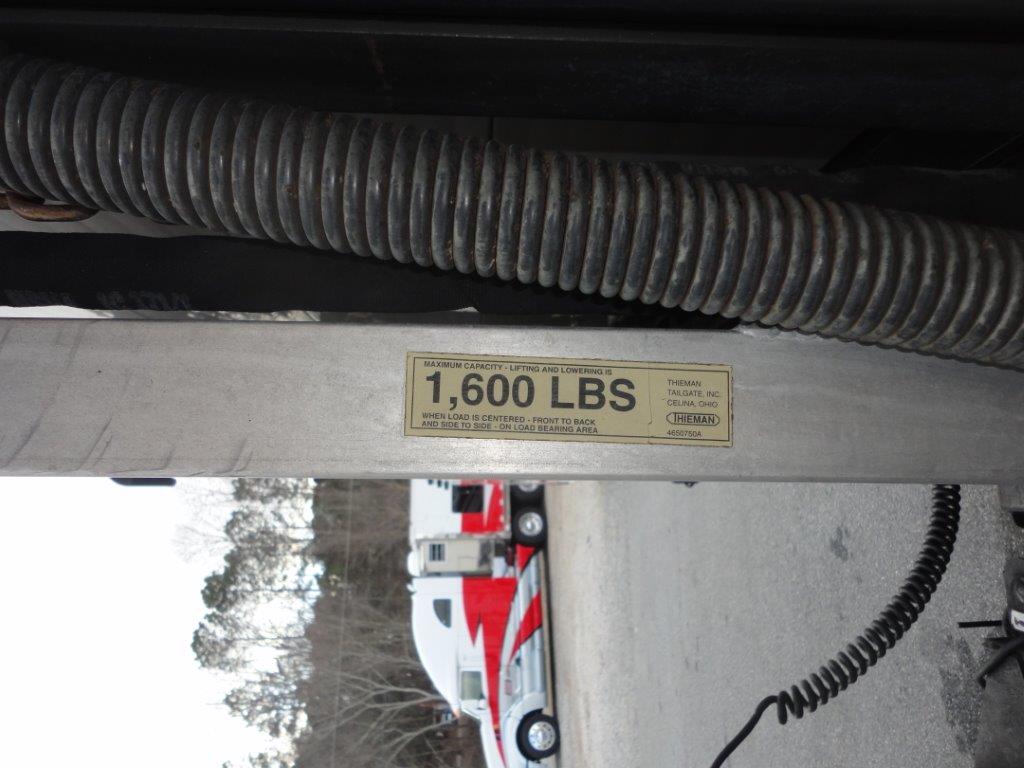 MAXIMUM CAPACITY - LIFTING AND LOWERING IS
1,600 LBS
WHEN LOAD IS CENTERED - FRONT TO BACK
AND SIDE TO SIDE - ON LOAD BEARING AREA
THIEMAN
TAILGATE, INC.
CELINA, OHIO
THIEMAN
4650750A